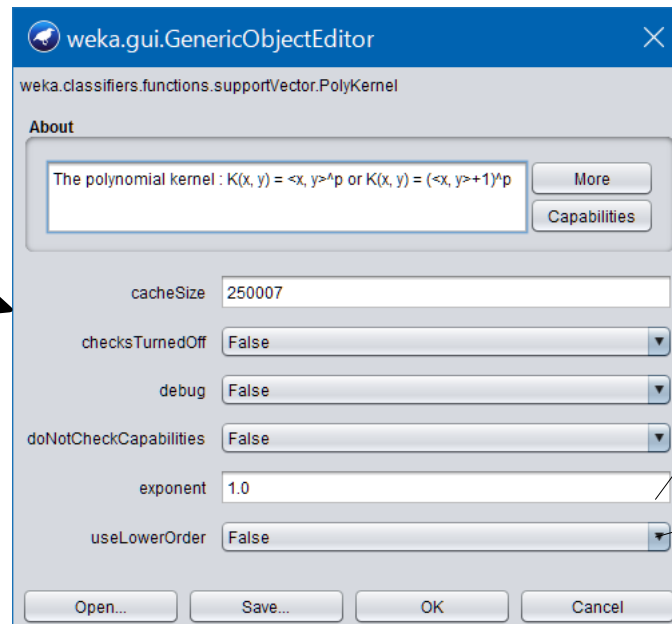 weka.gui.GenericObjectEditor
weka.classifiers.functions.supportVector.PolyKernel
About
The polynomial kernel : K(x, y) = <x, y>^p or K(x, y) = (<x, y>+1)^p
More
Capabilities
cacheSize 250007
checksTurnedOff False
debug False
doNotCheckCapabilities False
exponent 1.0
useLowerOrder False
Open... Save... OK Cancel